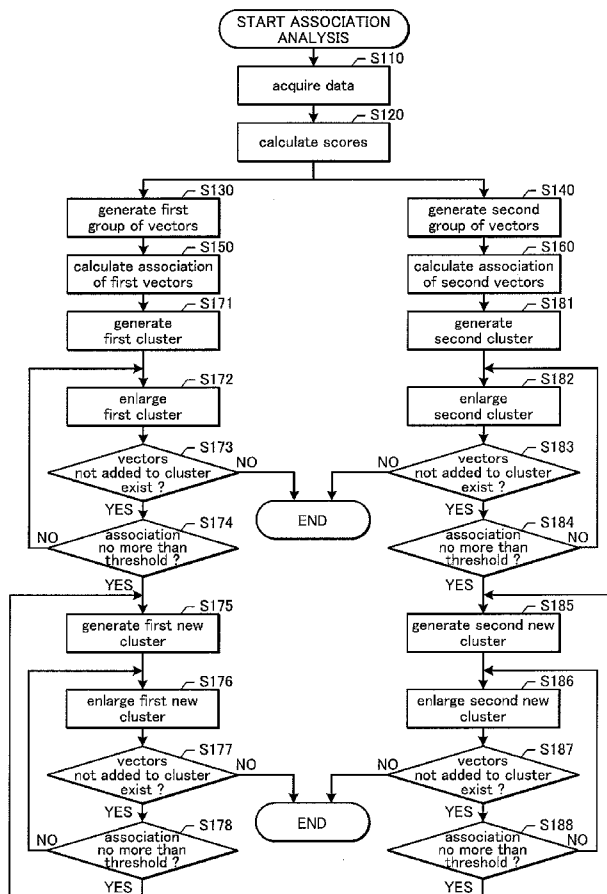 START ASSOCIATION
ANALYSIS
S110
acquire data
S120
calculate scores
S130
generate first
group of vectors
S140
generate second
group of vectors
S150
calculate association
of first vectors
S160
calculate association
of second vectors
S171
generate
first cluster
S181
generate
second cluster
S172
enlarge
first cluster
S182
enlarge
second cluster
S173
vectors
not added to cluster
exist ?
NO
YES
S183
vectors
not added to cluster
exist ?
NO
YES
END
S174
association
no more than
threshold ?
NO
YES
S184
association
no more than
threshold ?
NO
YES
S175
generate first new
cluster
S185
generate second new
cluster
S176
enlarge first new
cluster
S186
enlarge second new
cluster
S177
vectors
not added to cluster
exist ?
NO
YES
S187
vectors
not added to cluster
exist ?
NO
YES
END
S178
association
no more than
threshold ?
NO
YES
S188
association
no more than
threshold ?
NO
YES